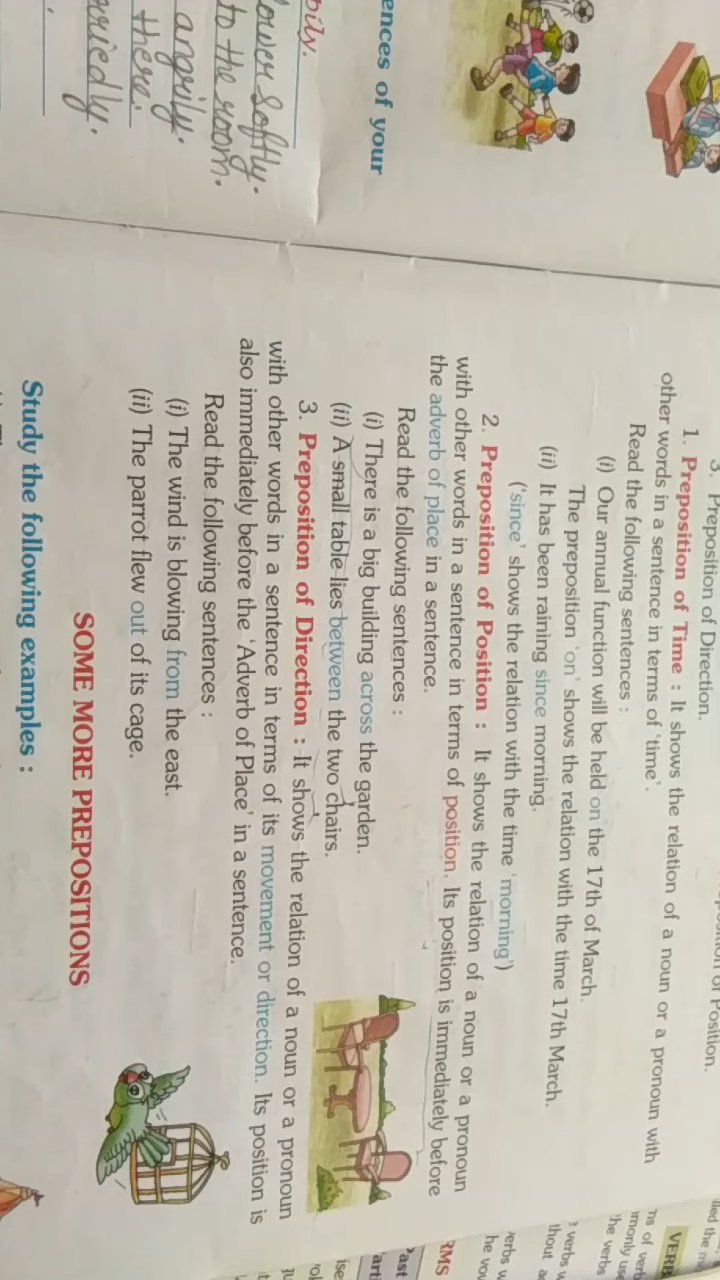 ences of your
pily.
ower softly.
to the room.
angrily.
there.
riedly.
Position.
3. Preposition of Direction.
1. Preposition of Time : It shows the relation of a noun or a pronoun with
other words in a sentence in terms of 'time'.
Read the following sentences :
(i) Our annual function will be held on the 17th of March.
The preposition 'on' shows the relation with the time 17th March.
(ii) It has been raining since morning.
('since' shows the relation with the time 'morning')
2. Preposition of Position : It shows the relation of a noun or a pronoun
with other words in a sentence in terms of position. Its position is immediately before
the adverb of place in a sentence.
Read the following sentences :
(i) There is a big building across the garden.
(ii) A small table lies between the two chairs.
3. Preposition of Direction : It shows the relation of a noun or a pronoun
with other words in a sentence in terms of its movement or direction. Its position is
also immediately before the 'Adverb of Place' in a sentence.
Read the following sentences :
(i) The wind is blowing from the east.
(ii) The parrot flew out of its cage.
SOME MORE PREPOSITIONS
Study the following examples :
VERB
of verb
the verbs
verbs
RMS